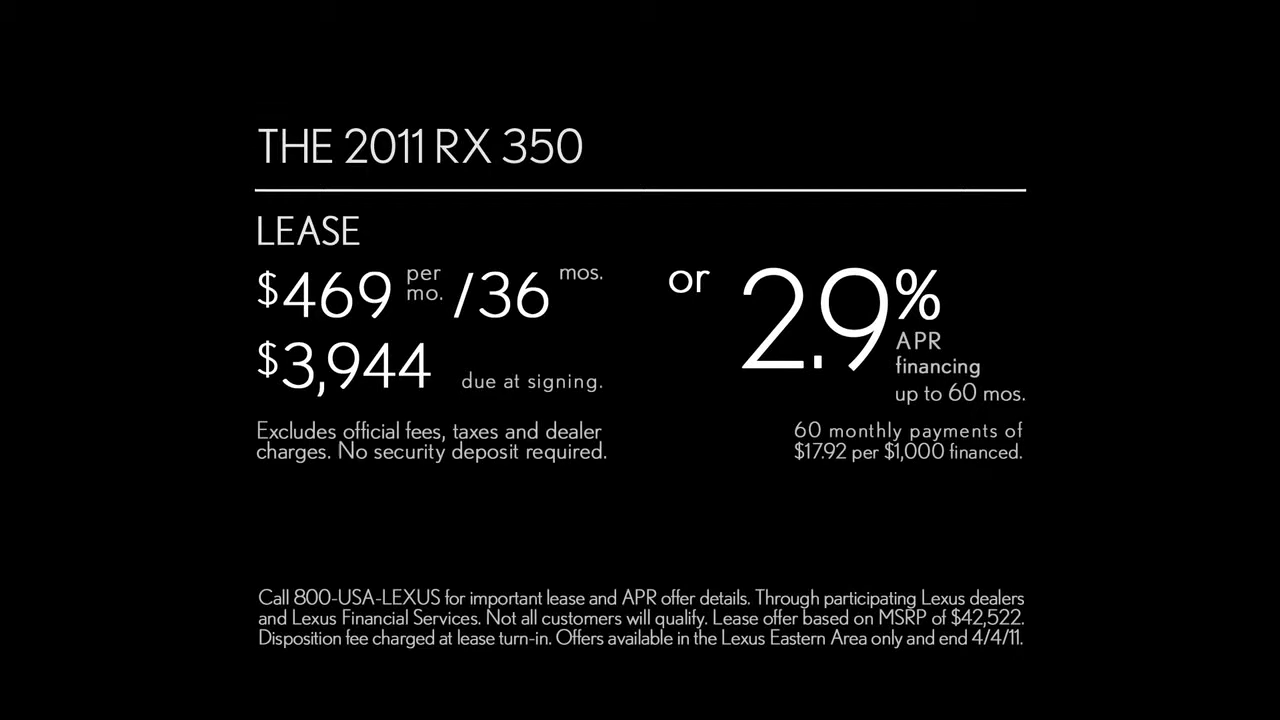 THE 2011 RX 350
LEASE
$469 per mo. /36 mos.
$3,944 due at signing.
Excludes official fees, taxes and dealer
charges. No security deposit required.
or 2.9% APR
financing
up to 60 mos.
60 monthly payments of
$17.92 per $1,000 financed.
Call 800-USA-LEXUS for important lease and APR offer details. Through participating Lexus dealers
and Lexus Financial Services. Not all customers will qualify. Lease offer based on MSRP of $42,522.
Disposition fee charged at lease turn-in. Offers available in the Lexus Eastern Area only and end 4/4/11.